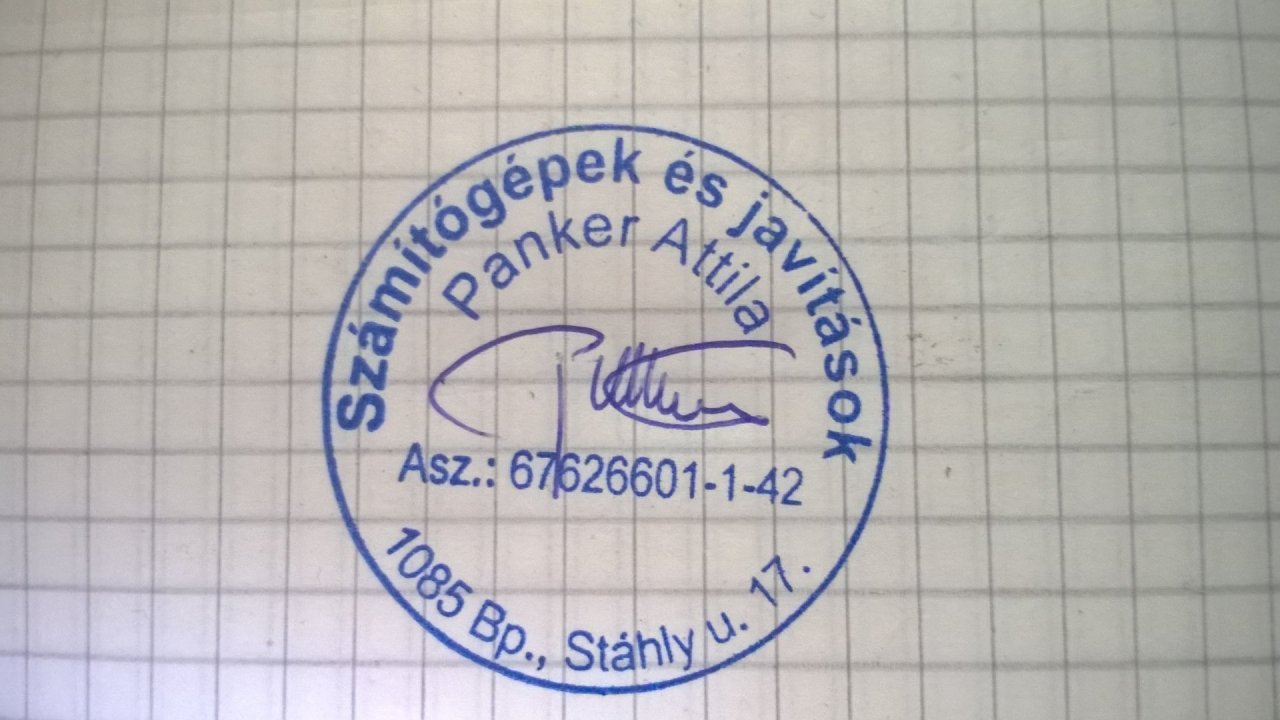 Számítógépek és javítások
Panker Attila
Asz.: 67626601-1-42
1085 Bp., Stáhly u. 17.